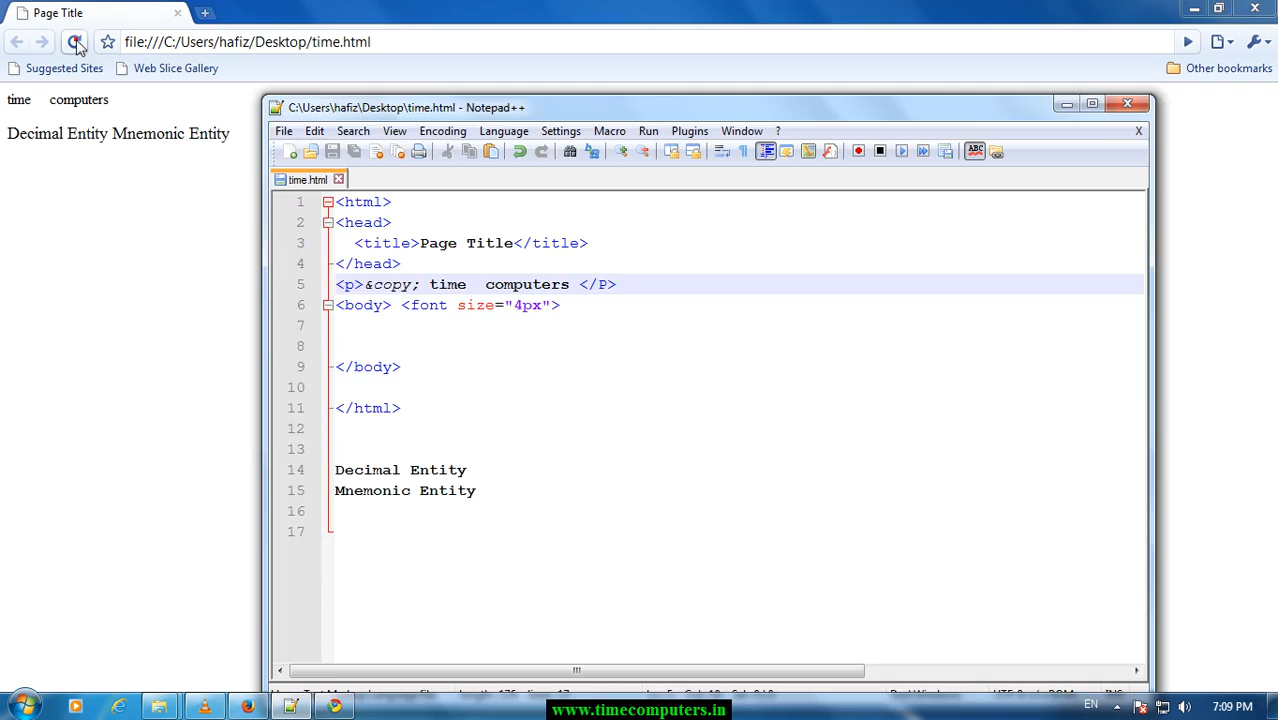 Page Title
file:///C:/Users/hafiz/Desktop/time.html
Suggested Sites Web Slice Gallery Other bookmarks
time computers
Decimal Entity Mnemonic Entity
C:\Users\hafiz\Desktop\time.html - Notepad++
File Edit Search View Encoding Language Settings Macro Run Plugins Window ? X
ABC
time.html
1 <html>
2 <head>
3 <title>Page Title</title>
4 </head>
5 <p>&copy; time computers </P>
6 <body> <font size="4px">
7
8
9 </body>
10
11 </html>
12
13
14 Decimal Entity
15 Mnemonic Entity
16
17
EN 7:09 PM
www.timecomputers.in